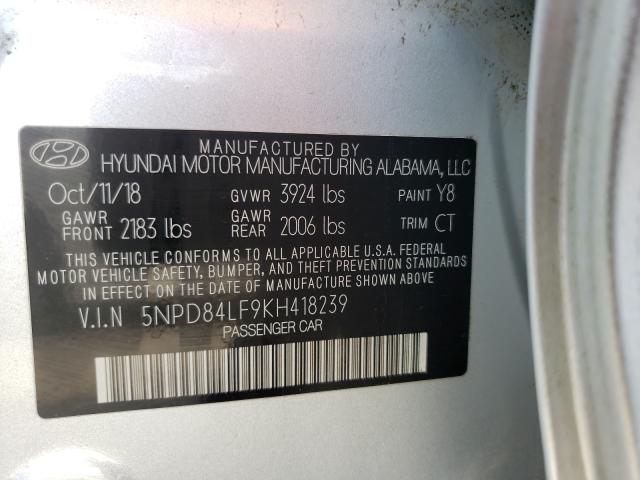 MANUFACTURED BY
HYUNDAI MOTOR MANUFACTURING ALABAMA, LLC
Oct/11/18 GVWR 3924 lbs PAINT Y8
GAWR FRONT 2183 lbs GAWR REAR 2006 lbs TRIM CT
THIS VEHICLE CONFORMS TO ALL APPLICABLE U.S.A. FEDERAL
MOTOR VEHICLE SAFETY, BUMPER, AND THEFT PREVENTION STANDARDS
IN EFFECT ON THE DATE OF MANUFACTURE SHOWN ABOVE.
V.I.N 5NPD84LF9KH418239
PASSENGER CAR